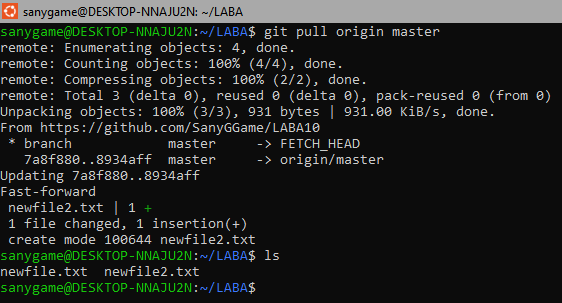 sanygame@DESKTOP-NNAJU2N: ~/LABA
sanygame@DESKTOP-NNAJU2N:~/LABA$ git pull origin master
remote: Enumerating objects: 4, done.
remote: Counting objects: 100% (4/4), done.
remote: Compressing objects: 100% (2/2), done.
remote: Total 3 (delta 0), reused 0 (delta 0), pack-reused 0 (from 0)
Unpacking objects: 100% (3/3), 931 bytes | 931.00 KiB/s, done.
From https://github.com/SanyGGame/LABA10
 * branch            master     -> FETCH_HEAD
   7a8f880..8934aff  master     -> origin/master
Updating 7a8f880..8934aff
Fast-forward
 newfile2.txt | 1 +
 1 file changed, 1 insertion(+)
 create mode 100644 newfile2.txt
sanygame@DESKTOP-NNAJU2N:~/LABA$ ls
newfile.txt  newfile2.txt
sanygame@DESKTOP-NNAJU2N:~/LABA$